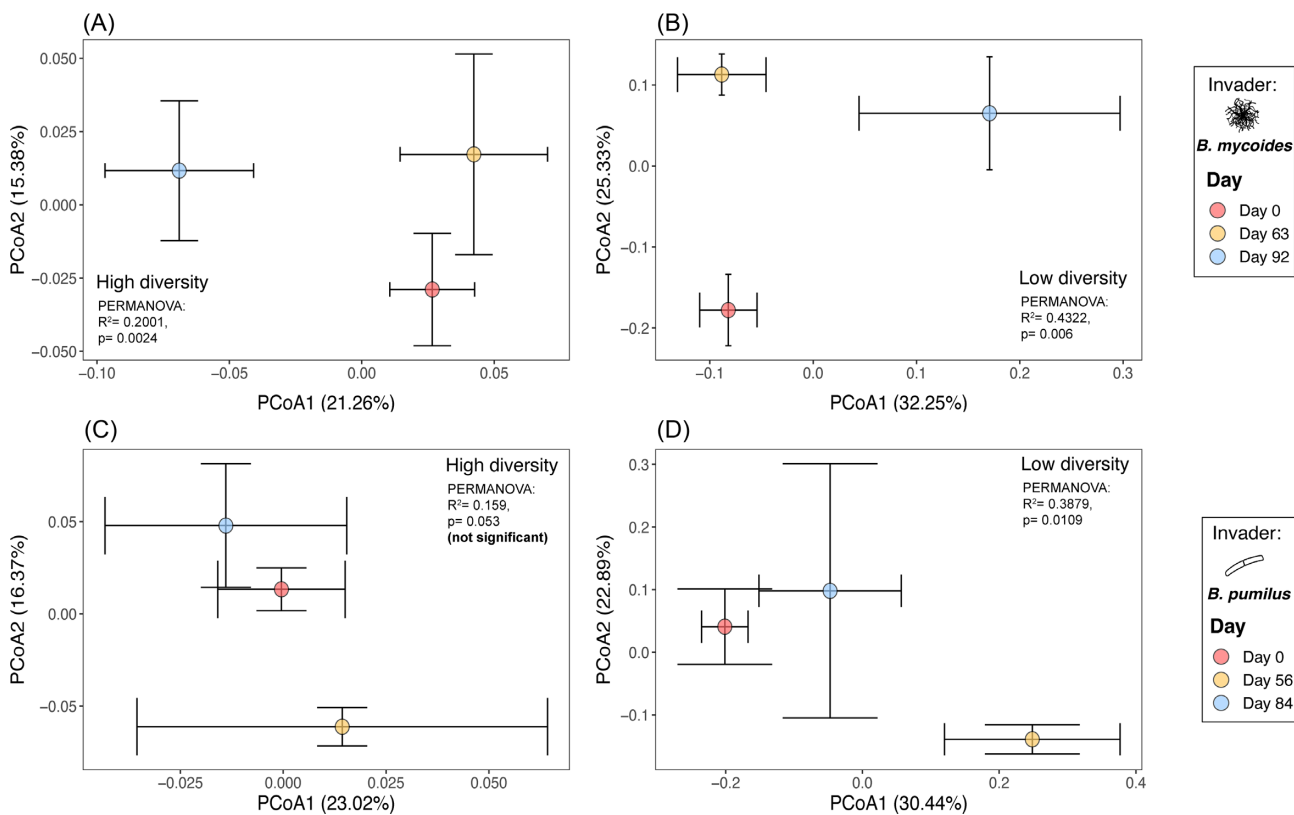 (A)
0.050
0.025
0.000
−0.025
−0.050
PCoA2 (15.38%)
High diversity
PERMANOVA:
R²= 0.2001,
p= 0.0024
−0.10 −0.05 0.00 0.05
PCoA1 (21.26%)
(B)
0.1
0.0
−0.1
−0.2
PCoA2 (25.33%)
Low diversity
PERMANOVA:
R²= 0.4322,
p= 0.006
−0.1 0.0 0.1 0.2 0.3
PCoA1 (32.25%)
Invader:
B. mycoides
Day
Day 0
Day 63
Day 92
(C)
0.05
0.00
−0.05
PCoA2 (16.37%)
High diversity
PERMANOVA:
R²= 0.159,
p= 0.053
(not significant)
−0.025 0.000 0.025 0.050
PCoA1 (23.02%)
(D)
0.3
0.2
0.1
0.0
−0.1
PCoA2 (22.89%)
Low diversity
PERMANOVA:
R²= 0.3879,
p= 0.0109
−0.2 0.0 0.2 0.4
PCoA1 (30.44%)
Invader:
B. pumilus
Day
Day 0
Day 56
Day 84